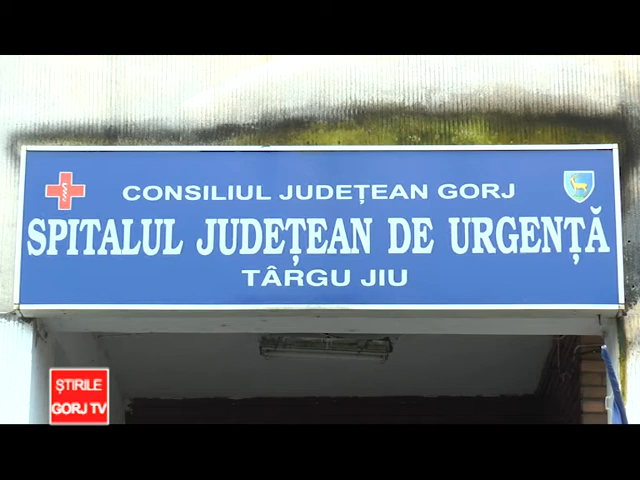 CONSILIUL JUDEȚEAN GORJ
SPITALUL JUDEȚEAN DE URGENȚĂ
TÂRGU JIU
ȘTIRILE
GORJ TV